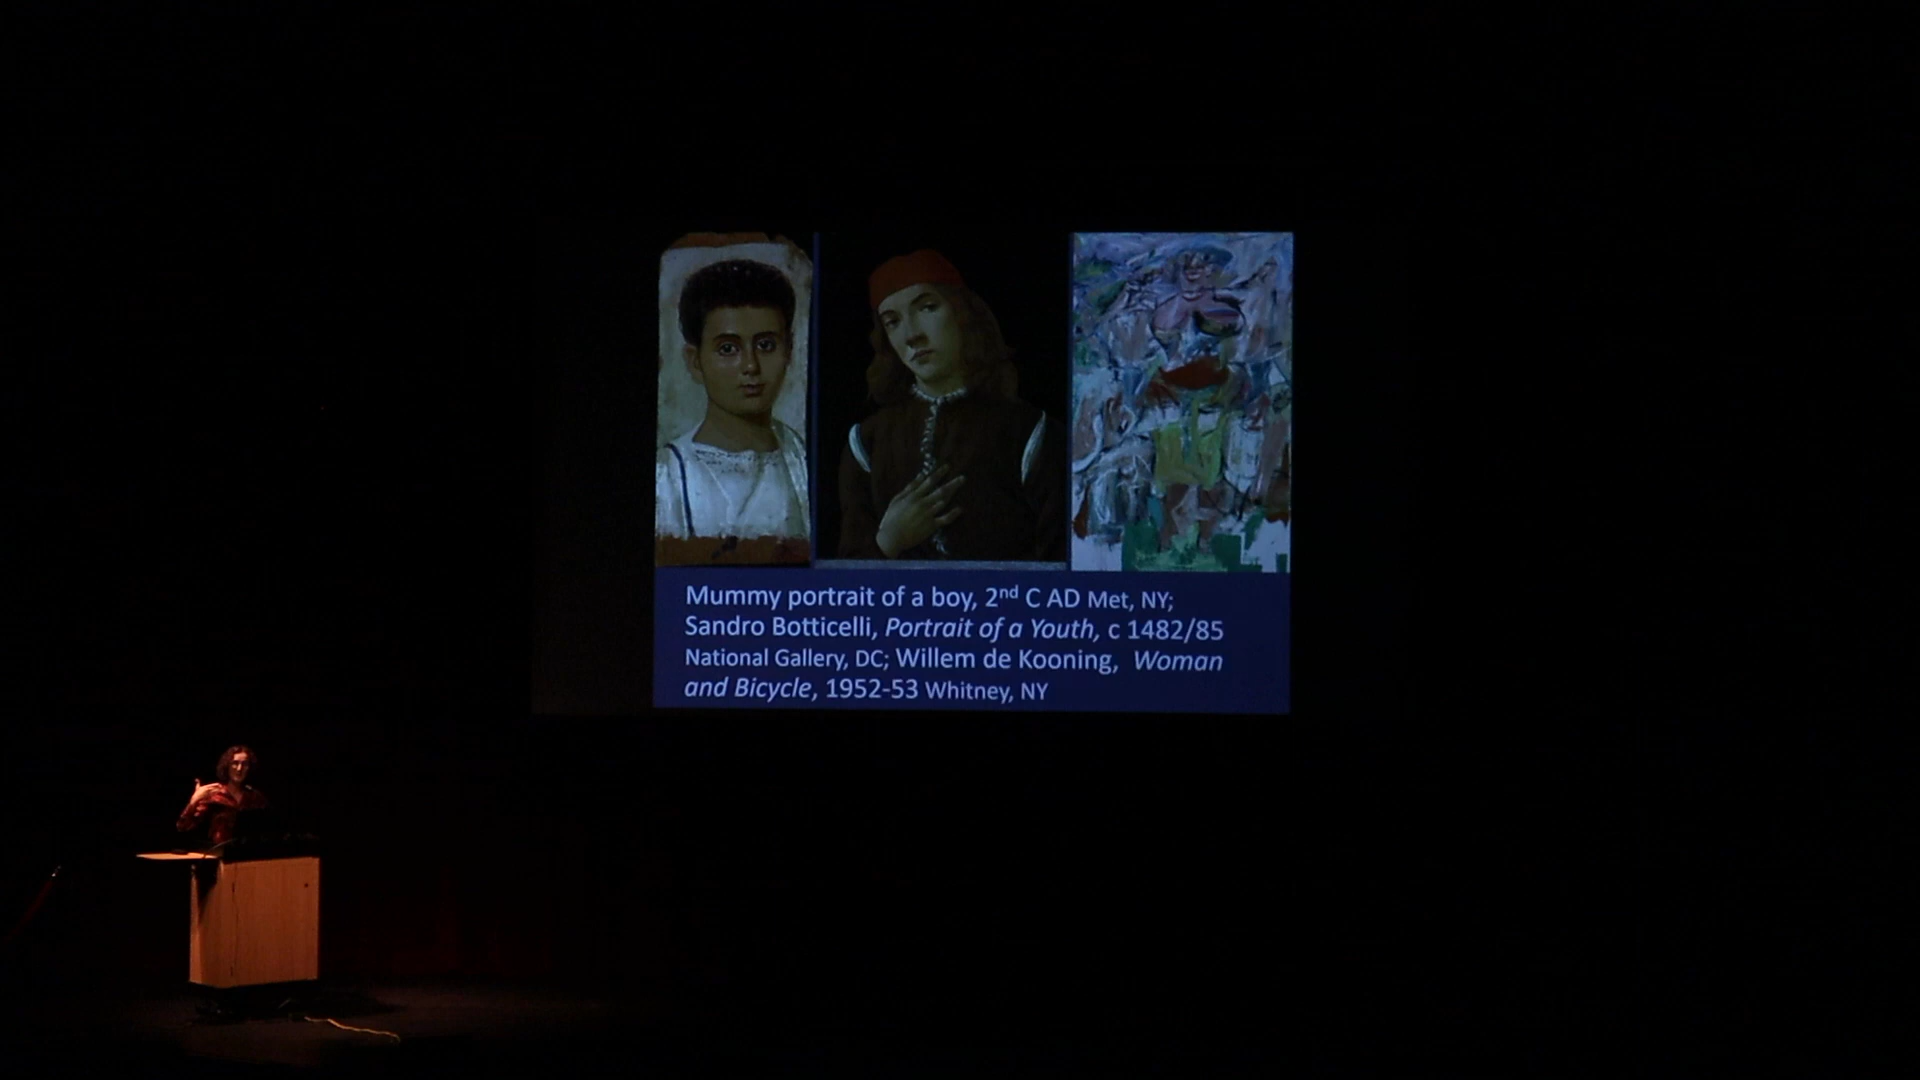 Mummy portrait of a boy, 2nd C AD Met, NY;
Sandro Botticelli, Portrait of a Youth, c 1482/85
National Gallery, DC; Willem de Kooning, Woman
and Bicycle, 1952-53 Whitney, NY